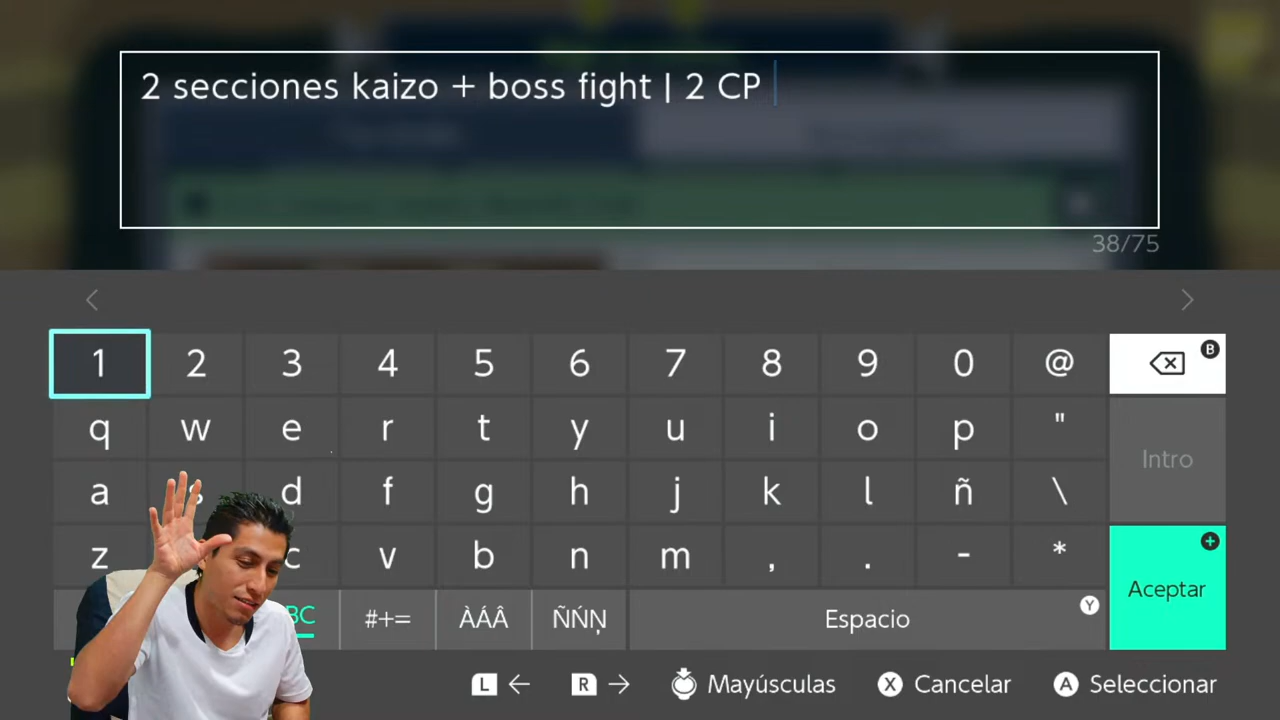 2 secciones kaizo + boss fight | 2 CP
38/75
1 2 3 4 5 6 7 8 9 0 @ B
q w e r t y u i o p "
Intro
a s d f g h j k l ñ \
z c v b n m , . - * +
Aceptar
BC #+= ÀÁÂ ÑŃŅ Espacio Y
L ← R → Mayúsculas X Cancelar A Seleccionar